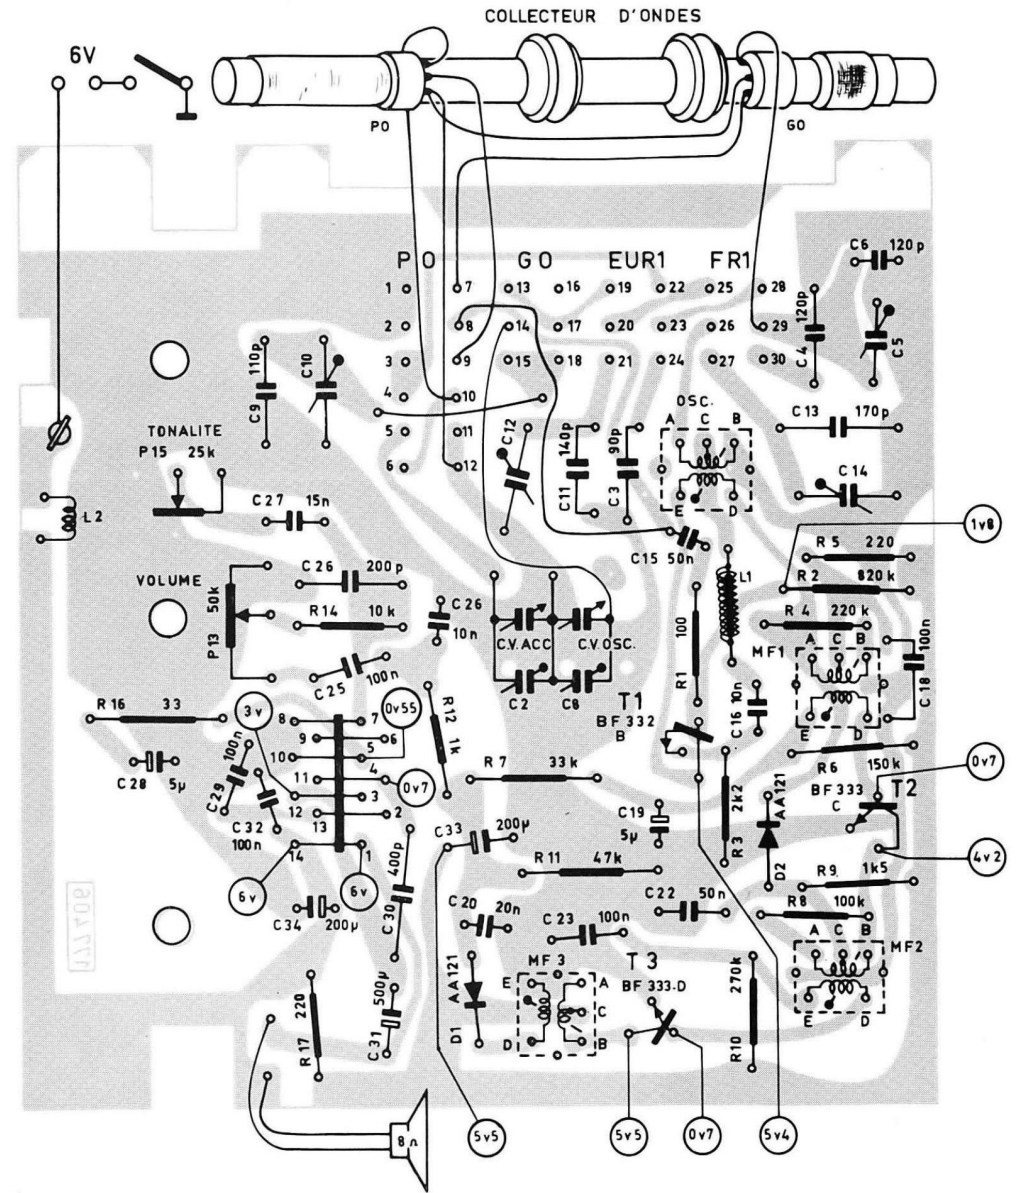 COLLECTEUR D'ONDES
6V
PO
GO
PO GO EUR1 FR1
C6 120p
1 7 13 16 19 22 25 28
2 8 14 17 20 23 26 29
3 9 15 18 21 24 27 30
4 10
5 11
6 12
120p
C4
C5
110p
C9
C10
TONALITE
P15 25k
C12
140p
C11
90p
C3
OSC.
A C B
E D
C13 170p
C14
L2
C27 15n
C15 50n
1v8
R5 220
R2 820k
R4 220k
L1
VOLUME
50k
P13
C26 200p
R14 10k
C26
10n
C.V.ACC C.V.OSC.
C2 C8
100
R1
MF1
A C B
E D
100n
C18
C25 100n
R16 33
3v
0v55
R12
1k
T1
BF 332
B
C16 10n
8 7
9 6
10 5
11 4
12 3
13 2
14 1
0v7
C28 5µ
C29 100n
C32
100n
R7 33k
R6
150k
0v7
T2
BF333
C
AA121
D2
2k2
R3
C19
5µ
C33 200µ
R11 47k
4v2
R9 1k5
6v
6v
400p
C30
C34 200µ
C20 20n
C22 50n
C23 100n
R8 100k
A C B
MF2
E D
177406
AA121
D1
MF3
E A
C
D B
T3
BF 333-D
270k
R10
220
R17
500µ
C31
8Ω
5v5
5v5
0v7
5v4